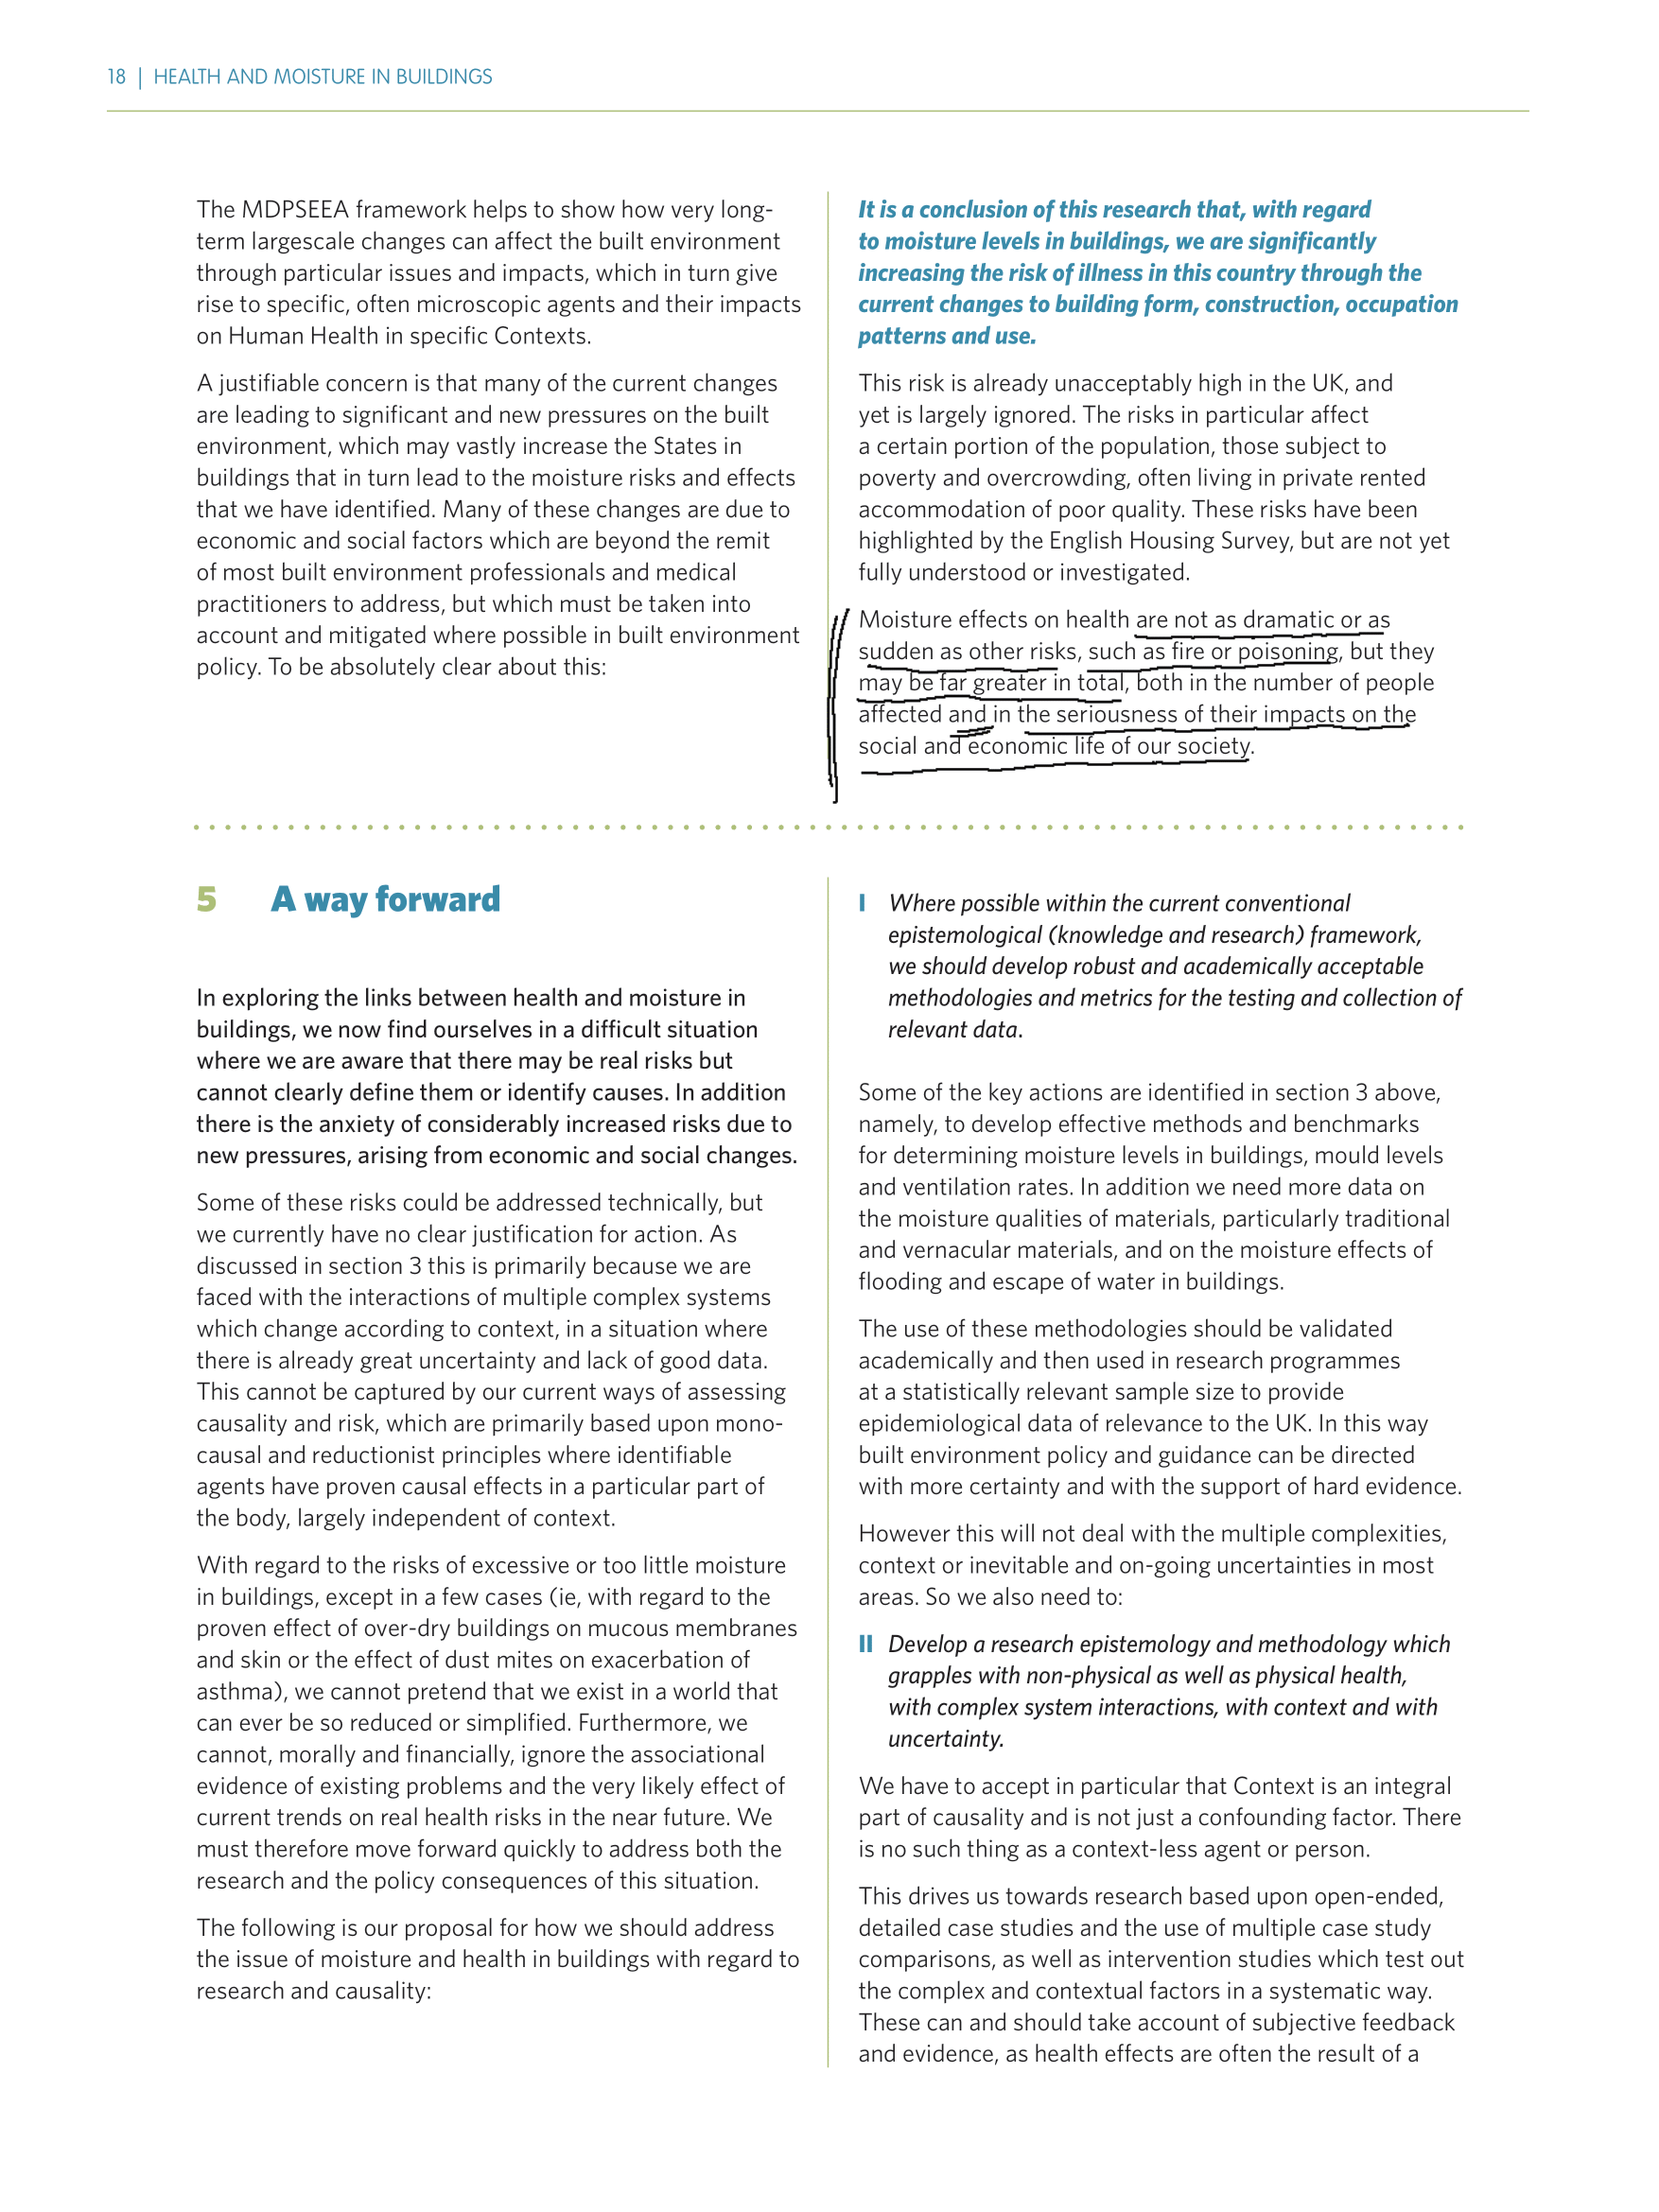 18 | HEALTH AND MOISTURE IN BUILDINGS
The MDPSEEA framework helps to show how very long-
term largescale changes can affect the built environment
through particular issues and impacts, which in turn give
rise to specific, often microscopic agents and their impacts
on Human Health in specific Contexts.
A justifiable concern is that many of the current changes
are leading to significant and new pressures on the built
environment, which may vastly increase the States in
buildings that in turn lead to the moisture risks and effects
that we have identified. Many of these changes are due to
economic and social factors which are beyond the remit
of most built environment professionals and medical
practitioners to address, but which must be taken into
account and mitigated where possible in built environment
policy. To be absolutely clear about this:
It is a conclusion of this research that, with regard
to moisture levels in buildings, we are significantly
increasing the risk of illness in this country through the
current changes to building form, construction, occupation
patterns and use.
This risk is already unacceptably high in the UK, and
yet is largely ignored. The risks in particular affect
a certain portion of the population, those subject to
poverty and overcrowding, often living in private rented
accommodation of poor quality. These risks have been
highlighted by the English Housing Survey, but are not yet
fully understood or investigated.
Moisture effects on health are not as dramatic or as
sudden as other risks, such as fire or poisoning, but they
may be far greater in total, both in the number of people
affected and in the seriousness of their impacts on the
social and economic life of our society.
5 A way forward
In exploring the links between health and moisture in
buildings, we now find ourselves in a difficult situation
where we are aware that there may be real risks but
cannot clearly define them or identify causes. In addition
there is the anxiety of considerably increased risks due to
new pressures, arising from economic and social changes.
Some of these risks could be addressed technically, but
we currently have no clear justification for action. As
discussed in section 3 this is primarily because we are
faced with the interactions of multiple complex systems
which change according to context, in a situation where
there is already great uncertainty and lack of good data.
This cannot be captured by our current ways of assessing
causality and risk, which are primarily based upon mono-
causal and reductionist principles where identifiable
agents have proven causal effects in a particular part of
the body, largely independent of context.
With regard to the risks of excessive or too little moisture
in buildings, except in a few cases (ie, with regard to the
proven effect of over-dry buildings on mucous membranes
and skin or the effect of dust mites on exacerbation of
asthma), we cannot pretend that we exist in a world that
can ever be so reduced or simplified. Furthermore, we
cannot, morally and financially, ignore the associational
evidence of existing problems and the very likely effect of
current trends on real health risks in the near future. We
must therefore move forward quickly to address both the
research and the policy consequences of this situation.
The following is our proposal for how we should address
the issue of moisture and health in buildings with regard to
research and causality:
I Where possible within the current conventional
epistemological (knowledge and research) framework,
we should develop robust and academically acceptable
methodologies and metrics for the testing and collection of
relevant data.
Some of the key actions are identified in section 3 above,
namely, to develop effective methods and benchmarks
for determining moisture levels in buildings, mould levels
and ventilation rates. In addition we need more data on
the moisture qualities of materials, particularly traditional
and vernacular materials, and on the moisture effects of
flooding and escape of water in buildings.
The use of these methodologies should be validated
academically and then used in research programmes
at a statistically relevant sample size to provide
epidemiological data of relevance to the UK. In this way
built environment policy and guidance can be directed
with more certainty and with the support of hard evidence.
However this will not deal with the multiple complexities,
context or inevitable and on-going uncertainties in most
areas. So we also need to:
II Develop a research epistemology and methodology which
grapples with non-physical as well as physical health,
with complex system interactions, with context and with
uncertainty.
We have to accept in particular that Context is an integral
part of causality and is not just a confounding factor. There
is no such thing as a context-less agent or person.
This drives us towards research based upon open-ended,
detailed case studies and the use of multiple case study
comparisons, as well as intervention studies which test out
the complex and contextual factors in a systematic way.
These can and should take account of subjective feedback
and evidence, as health effects are often the result of a